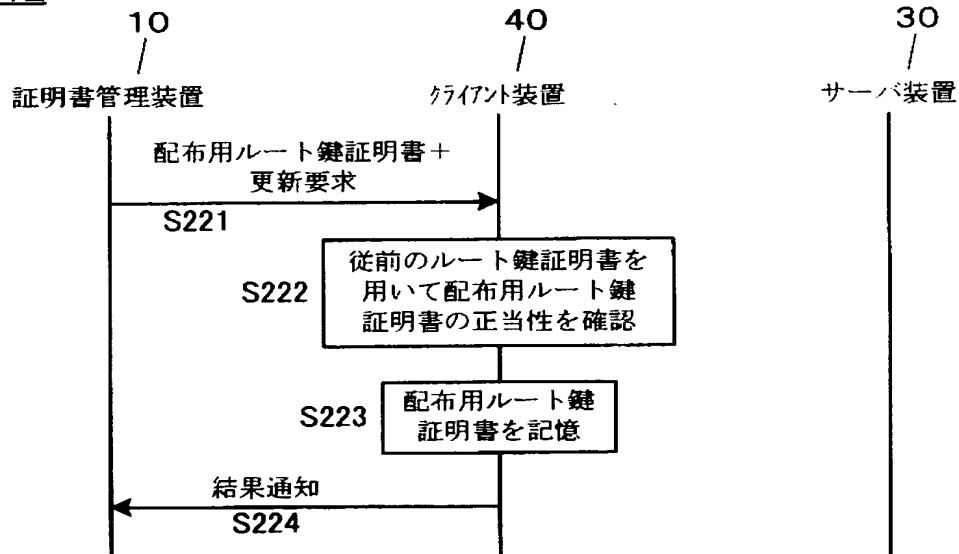 10
40
30
証明書管理装置
クライアント装置
サーバ装置
配布用ルート鍵証明書＋
更新要求
S221
従前のルート鍵証明書を
用いて配布用ルート鍵
証明書の正当性を確認
S222
配布用ルート鍵
証明書を記憶
S223
結果通知
S224